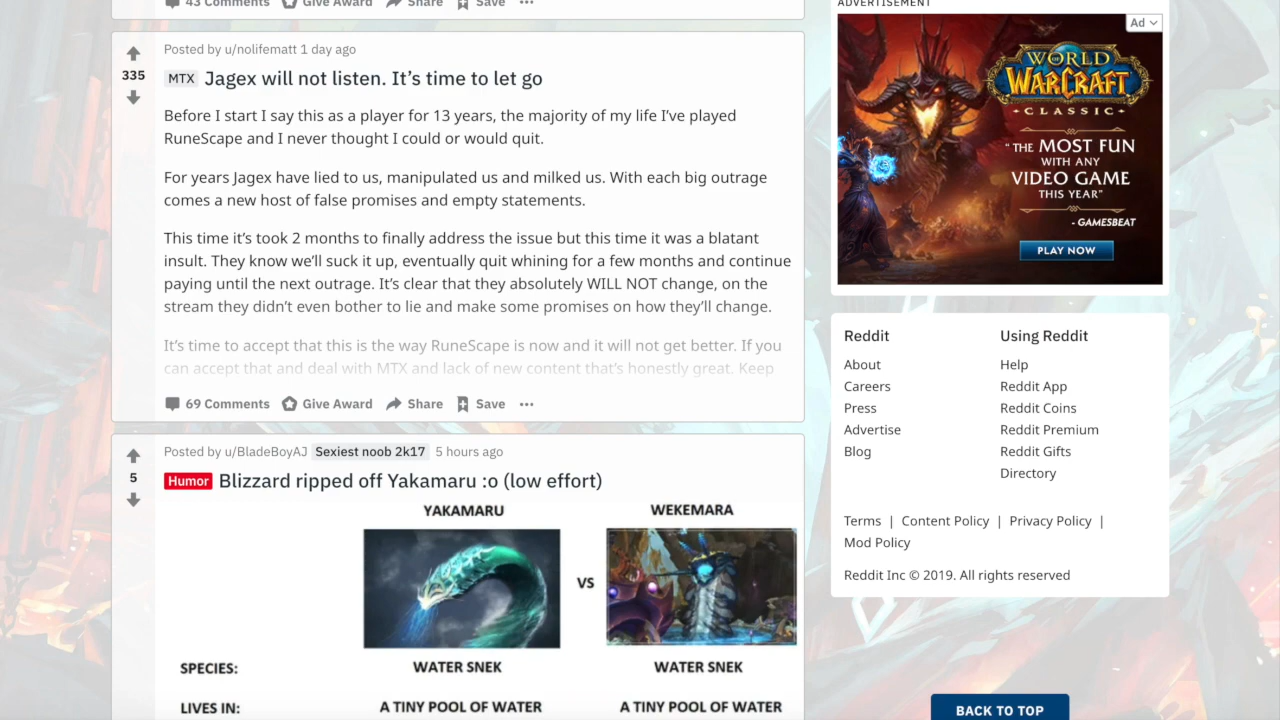 43 Comments Give Award Share Save
Posted by u/nolifematt 1 day ago
335
MTX Jagex will not listen. It’s time to let go
Before I start I say this as a player for 13 years, the majority of my life I’ve played
RuneScape and I never thought I could or would quit.
For years Jagex have lied to us, manipulated us and milked us. With each big outrage
comes a new host of false promises and empty statements.
This time it’s took 2 months to finally address the issue but this time it was a blatant
insult. They know we’ll suck it up, eventually quit whining for a few months and continue
paying until the next outrage. It’s clear that they absolutely WILL NOT change, on the
stream they didn’t even bother to lie and make some promises on how they’ll change.
It’s time to accept that this is the way RuneScape is now and it will not get better. If you
can accept that and deal with MTX and lack of new content that’s honestly great. Keep
69 Comments Give Award Share Save
Posted by u/BladeBoyAJ Sexiest noob 2k17 5 hours ago
5
Humor Blizzard ripped off Yakamaru :o (low effort)
YAKAMARU WEKEMARA
VS
SPECIES: WATER SNEK WATER SNEK
LIVES IN: A TINY POOL OF WATER A TINY POOL OF WATER
ADVERTISEMENT
Ad
WORLD
OF
WARCRAFT
CLASSIC
“THE MOST FUN
WITH ANY
VIDEO GAME
THIS YEAR”
- GAMESBEAT
PLAY NOW
Reddit Using Reddit
About Help
Careers Reddit App
Press Reddit Coins
Advertise Reddit Premium
Blog Reddit Gifts
Directory
Terms | Content Policy | Privacy Policy |
Mod Policy
Reddit Inc © 2019. All rights reserved
BACK TO TOP